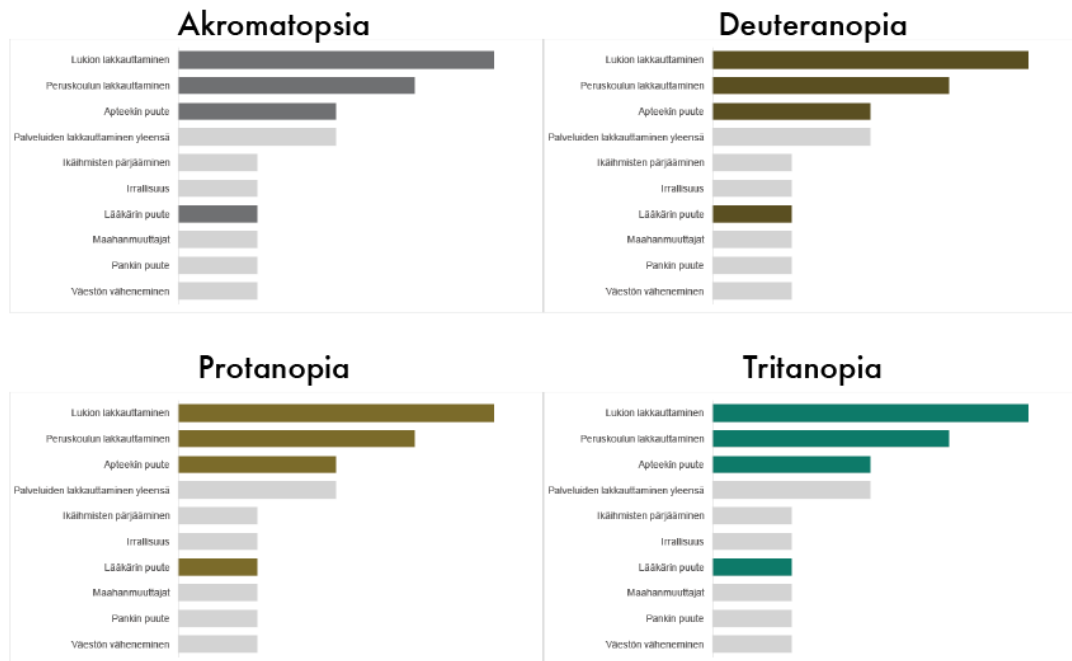 Akromatopsia
Lukion lakkauttaminen
Peruskoulun lakkauttaminen
Apteekin puute
Palveluiden lakkauttaminen yleensä
Ikäihmisten pärjääminen
Irrallisuus
Lääkärin puute
Maahanmuuttajat
Pankin puute
Väestön väheneminen
Deuteranopia
Lukion lakkauttaminen
Peruskoulun lakkauttaminen
Apteekin puute
Palveluiden lakkauttaminen yleensä
Ikäihmisten pärjääminen
Irrallisuus
Lääkärin puute
Maahanmuuttajat
Pankin puute
Väestön väheneminen
Protanopia
Lukion lakkauttaminen
Peruskoulun lakkauttaminen
Apteekin puute
Palveluiden lakkauttaminen yleensä
Ikäihmisten pärjääminen
Irrallisuus
Lääkärin puute
Maahanmuuttajat
Pankin puute
Väestön väheneminen
Tritanopia
Lukion lakkauttaminen
Peruskoulun lakkauttaminen
Apteekin puute
Palveluiden lakkauttaminen yleensä
Ikäihmisten pärjääminen
Irrallisuus
Lääkärin puute
Maahanmuuttajat
Pankin puute
Väestön väheneminen